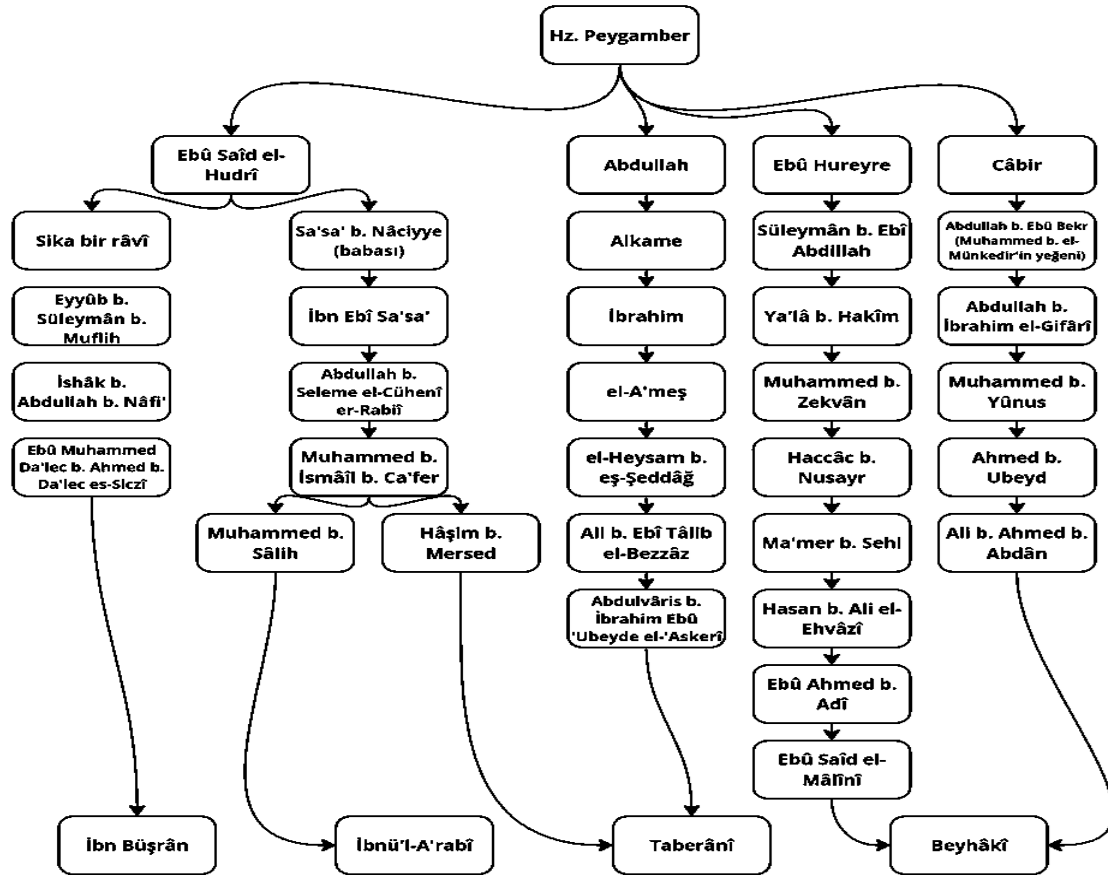 Hz. Peygamber
Ebû Saîd el-
Hudrî
Abdullah
Ebû Hureyre
Câbir
Sika bir râvî
Sa'sa' b. Nâciyye
(babası)
Alkame
Süleymân b. Ebî
Abdillah
Abdullah b. Ebû Bekr
(Muhammed b. el-
Münkedir'in yeğeni)
Eyyûb b.
Süleymân b.
Muflih
İbn Ebî Sa'sa'
İbrahim
Ya'lâ b. Hakîm
Abdullah b.
İbrahim el-Gifârî
İshâk b.
Abdullah b. Nâfi'
Abdullah b.
Seleme el-Cühenî
er-Rabiî
el-A'meş
Muhammed b.
Zekvân
Muhammed b.
Yûnus
Ebû Muhammed
Da'lec b. Ahmed b.
Da'lec es-Siczî
Muhammed b.
İsmâîl b. Ca'fer
el-Heysam b.
eş-Şeddâğ
Haccâc b.
Nusayr
Ahmed b.
Ubeyd
Muhammed b.
Sâlih
Hâşim b.
Mersed
Ali b. Ebî Tâlib
el-Bezzâz
Ma'mer b. Sehl
Ali b. Ahmed b.
Abdân
Abdulvâris b.
İbrahim Ebû
'Ubeyde el-'Askerî
Hasan b. Ali el-
Ehvâzî
Ebû Ahmed b.
Adî
Ebû Saîd el-
Mâlînî
İbn Büşrân
İbnü'l-A'rabî
Taberânî
Beyhâkî